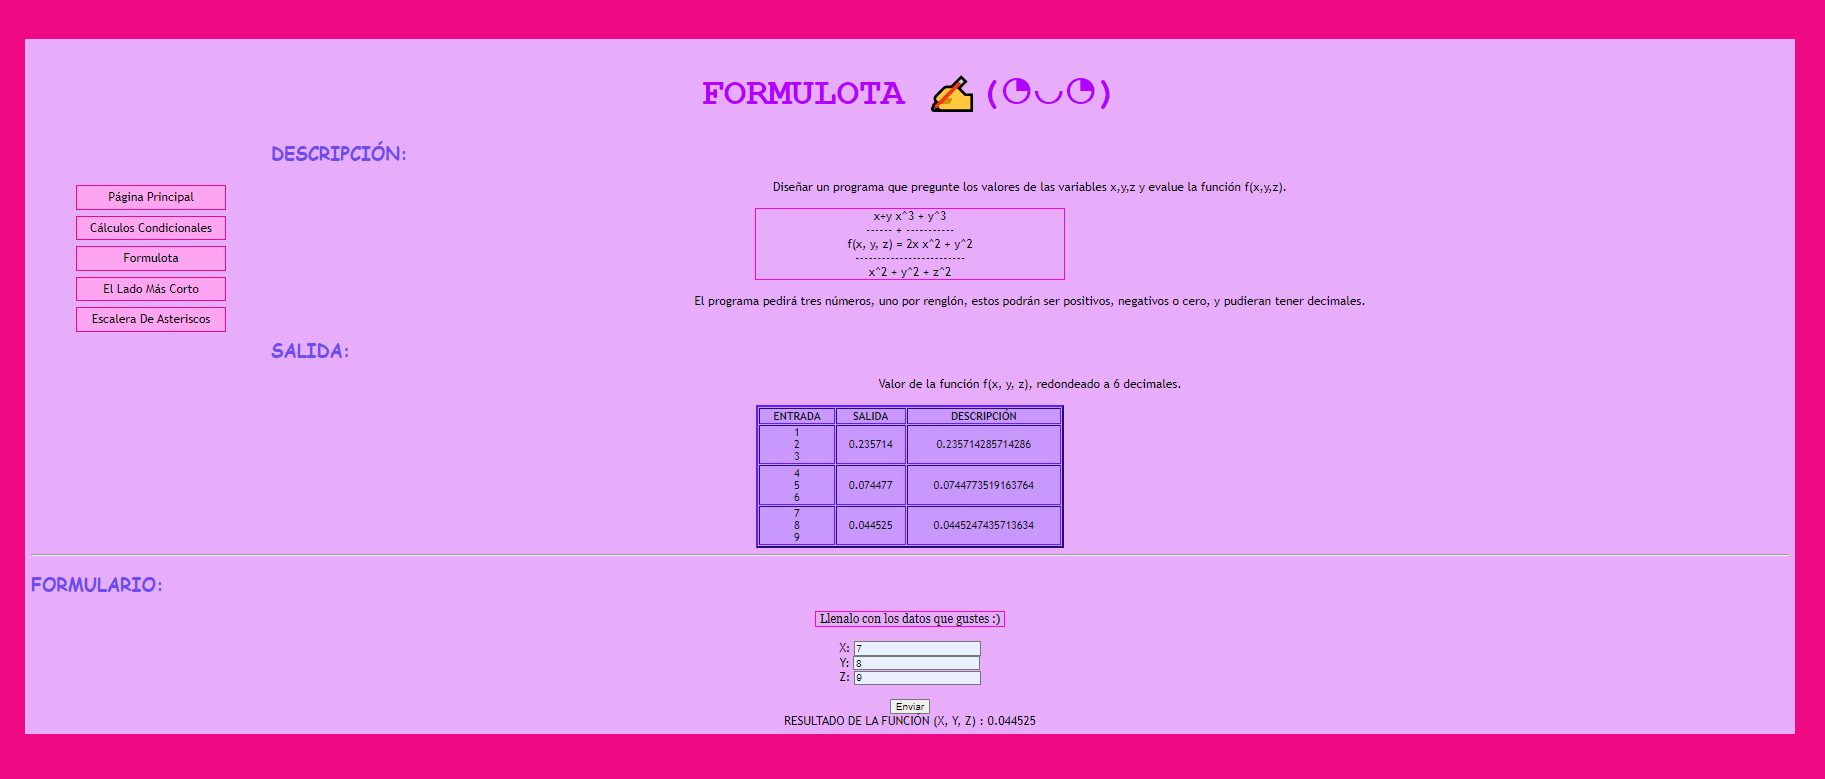 FORMULOTA ✍(◔◡◔)
DESCRIPCIÓN:
Página Principal
Cálculos Condicionales
Formulota
El Lado Más Corto
Escalera De Asteriscos
Diseñar un programa que pregunte los valores de las variables x,y,z y evalue la función f(x,y,z).
x+y x^3 + y^3
------ + -----------
f(x, y, z) = 2x x^2 + y^2
-------------------------
x^2 + y^2 + z^2
El programa pedirá tres números, uno por renglón, estos podrán ser positivos, negativos o cero, y pudieran tener decimales.
SALIDA:
Valor de la función f(x, y, z), redondeado a 6 decimales.
ENTRADA SALIDA DESCRIPCIÓN
1
2 0.235714 0.235714285714286
3
4
5 0.074477 0.0744773519163764
6
7
8 0.044525 0.0445247435713634
9
FORMULARIO:
Llenalo con los datos que gustes :)
X: 7
Y: 8
Z: 9
Enviar
RESULTADO DE LA FUNCIÓN (X, Y, Z) : 0.044525